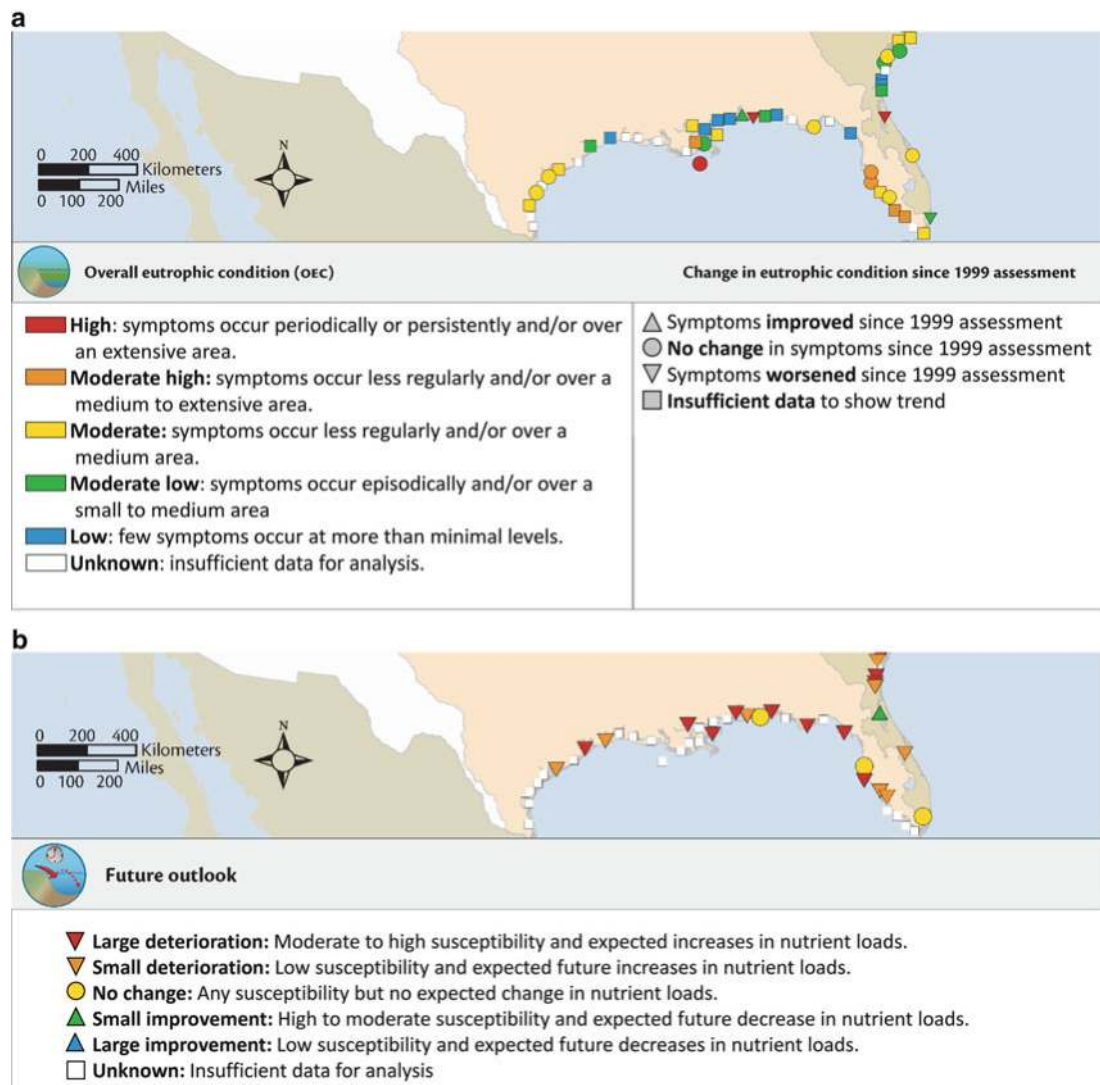 a
N
0 200 400
Kilometers
Miles
0 100 200
Overall eutrophic condition (OEC)
Change in eutrophic condition since 1999 assessment
High: symptoms occur periodically or persistently and/or over
an extensive area.
Moderate high: symptoms occur less regularly and/or over a
medium to extensive area.
Moderate: symptoms occur less regularly and/or over a
medium area.
Moderate low: symptoms occur episodically and/or over a
small to medium area
Low: few symptoms occur at more than minimal levels.
Unknown: insufficient data for analysis.
Symptoms improved since 1999 assessment
No change in symptoms since 1999 assessment
Symptoms worsened since 1999 assessment
Insufficient data to show trend
b
N
0 200 400
Kilometers
Miles
0 100 200
Future outlook
Large deterioration: Moderate to high susceptibility and expected increases in nutrient loads.
Small deterioration: Low susceptibility and expected future increases in nutrient loads.
No change: Any susceptibility but no expected change in nutrient loads.
Small improvement: High to moderate susceptibility and expected future decrease in nutrient loads.
Large improvement: Low susceptibility and expected future decreases in nutrient loads.
Unknown: Insufficient data for analysis